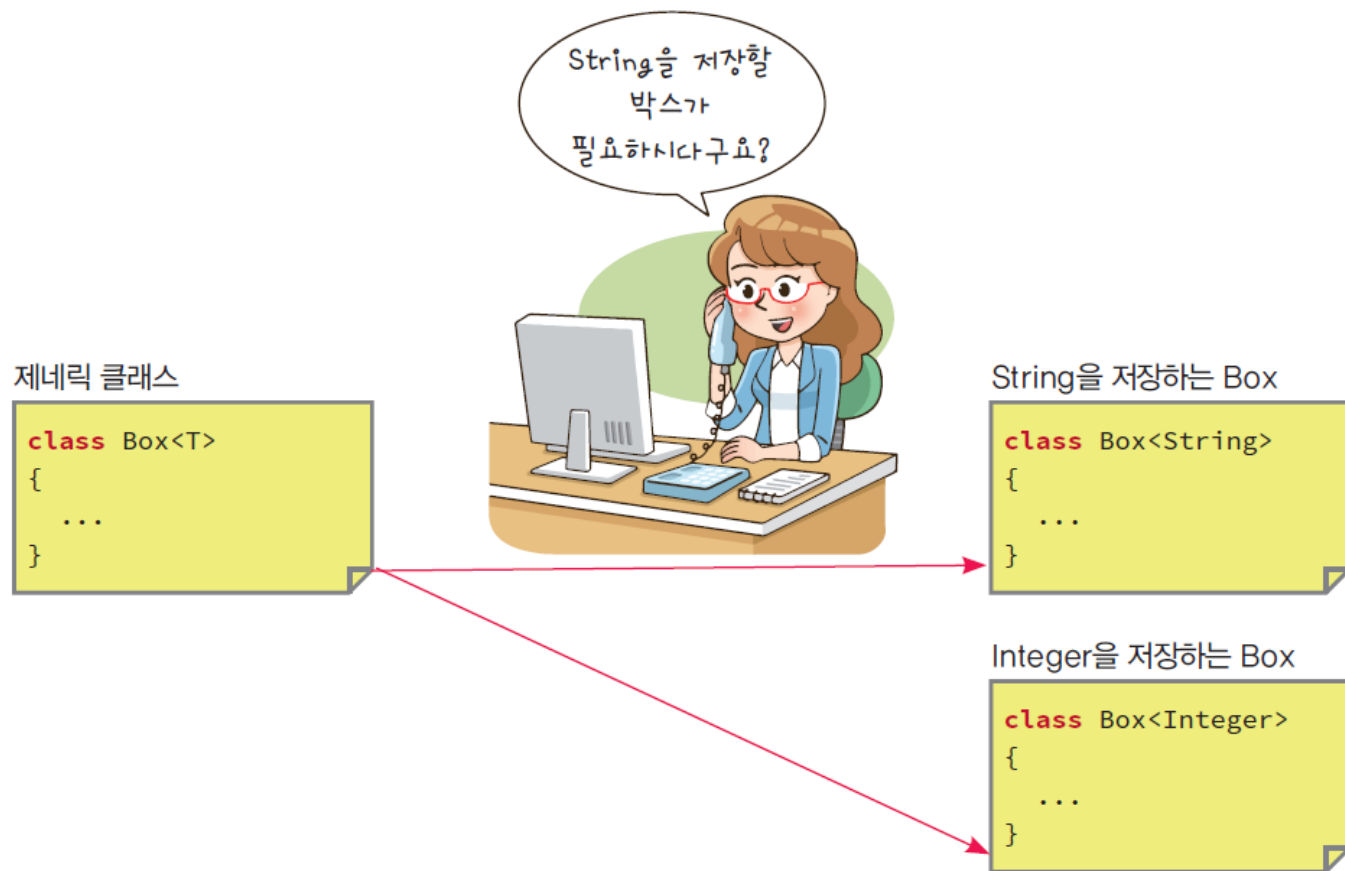 String을 저장할
박스가
필요하시다구요?
제네릭 클래스
class Box<T>
{
...
}
String을 저장하는 Box
class Box<String>
{
...
}
Integer을 저장하는 Box
class Box<Integer>
{
...
}